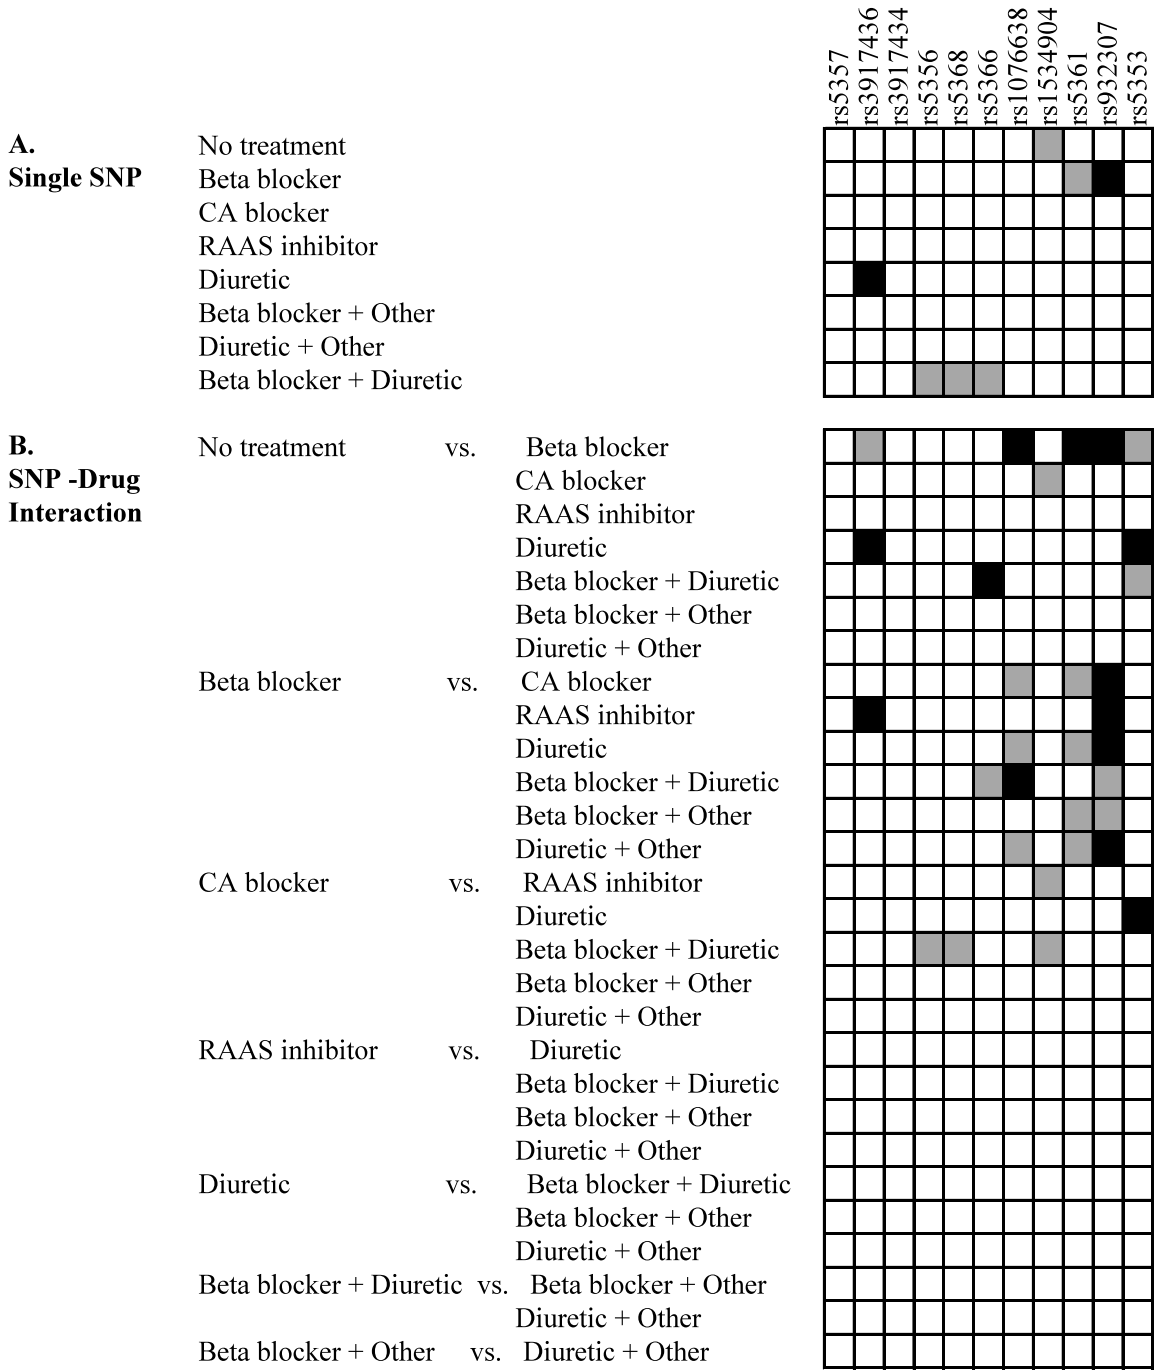 rs5357
rs3917436
rs3917434
rs5356
rs5368
rs5366
rs1076638
rs1534904
rs5361
rs932307
rs5353
A. No treatment
Single SNP Beta blocker
CA blocker
RAAS inhibitor
Diuretic
Beta blocker + Other
Diuretic + Other
Beta blocker + Diuretic
B. No treatment vs. Beta blocker
SNP -Drug CA blocker
Interaction RAAS inhibitor
Diuretic
Beta blocker + Diuretic
Beta blocker + Other
Diuretic + Other
Beta blocker vs. CA blocker
RAAS inhibitor
Diuretic
Beta blocker + Diuretic
Beta blocker + Other
Diuretic + Other
CA blocker vs. RAAS inhibitor
Diuretic
Beta blocker + Diuretic
Beta blocker + Other
Diuretic + Other
RAAS inhibitor vs. Diuretic
Beta blocker + Diuretic
Beta blocker + Other
Diuretic + Other
Diuretic vs. Beta blocker + Diuretic
Beta blocker + Other
Diuretic + Other
Beta blocker + Diuretic vs. Beta blocker + Other
Diuretic + Other
Beta blocker + Other vs. Diuretic + Other